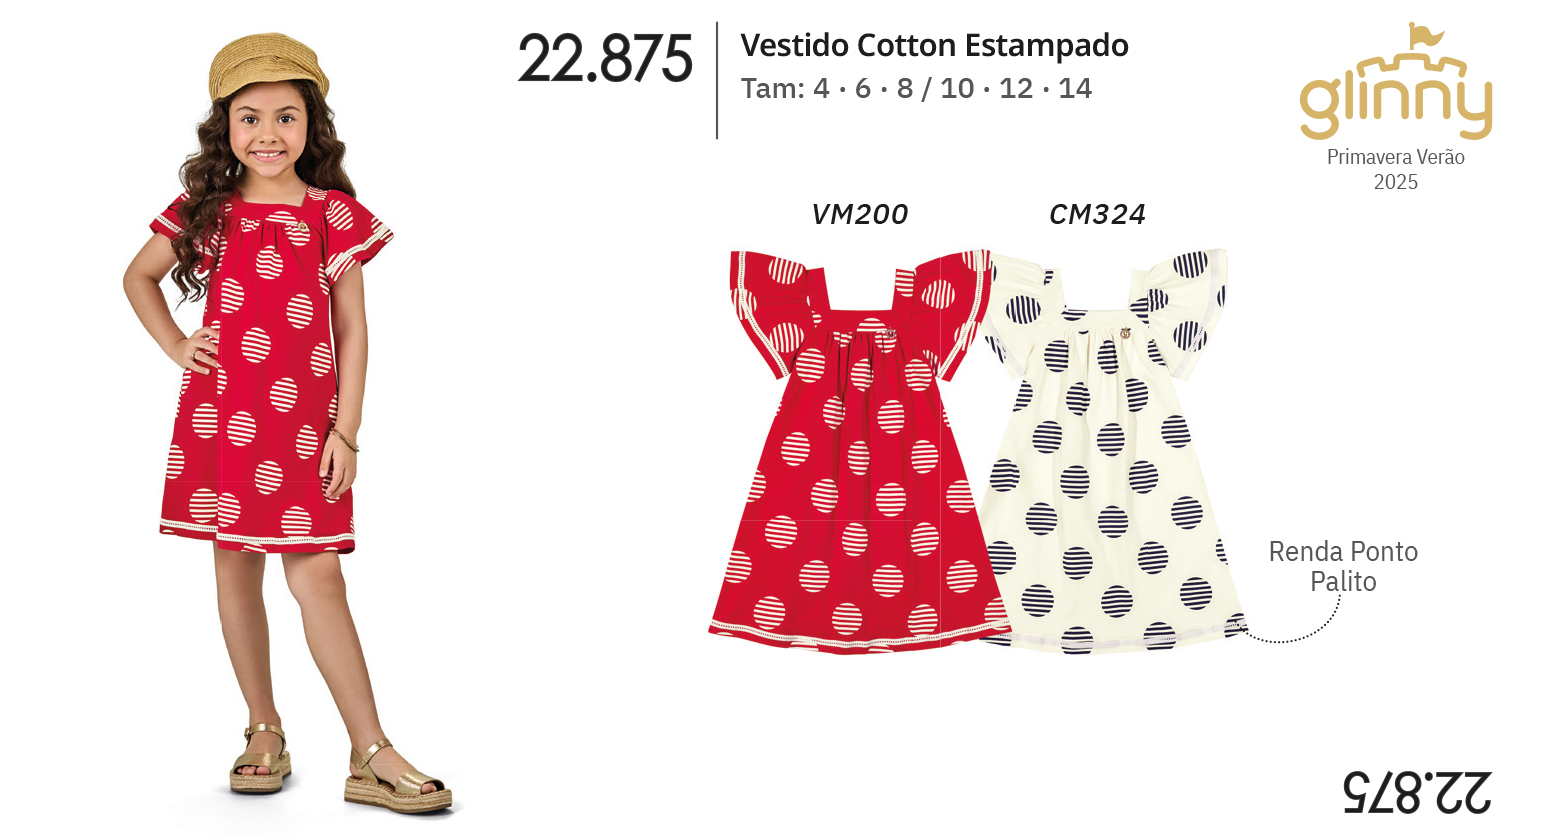 22.875
Vestido Cotton Estampado
Tam: 4 · 6 · 8 / 10 · 12 · 14
glinny
Primavera Verão
2025
VM200
CM324
Renda Ponto
Palito
22.875